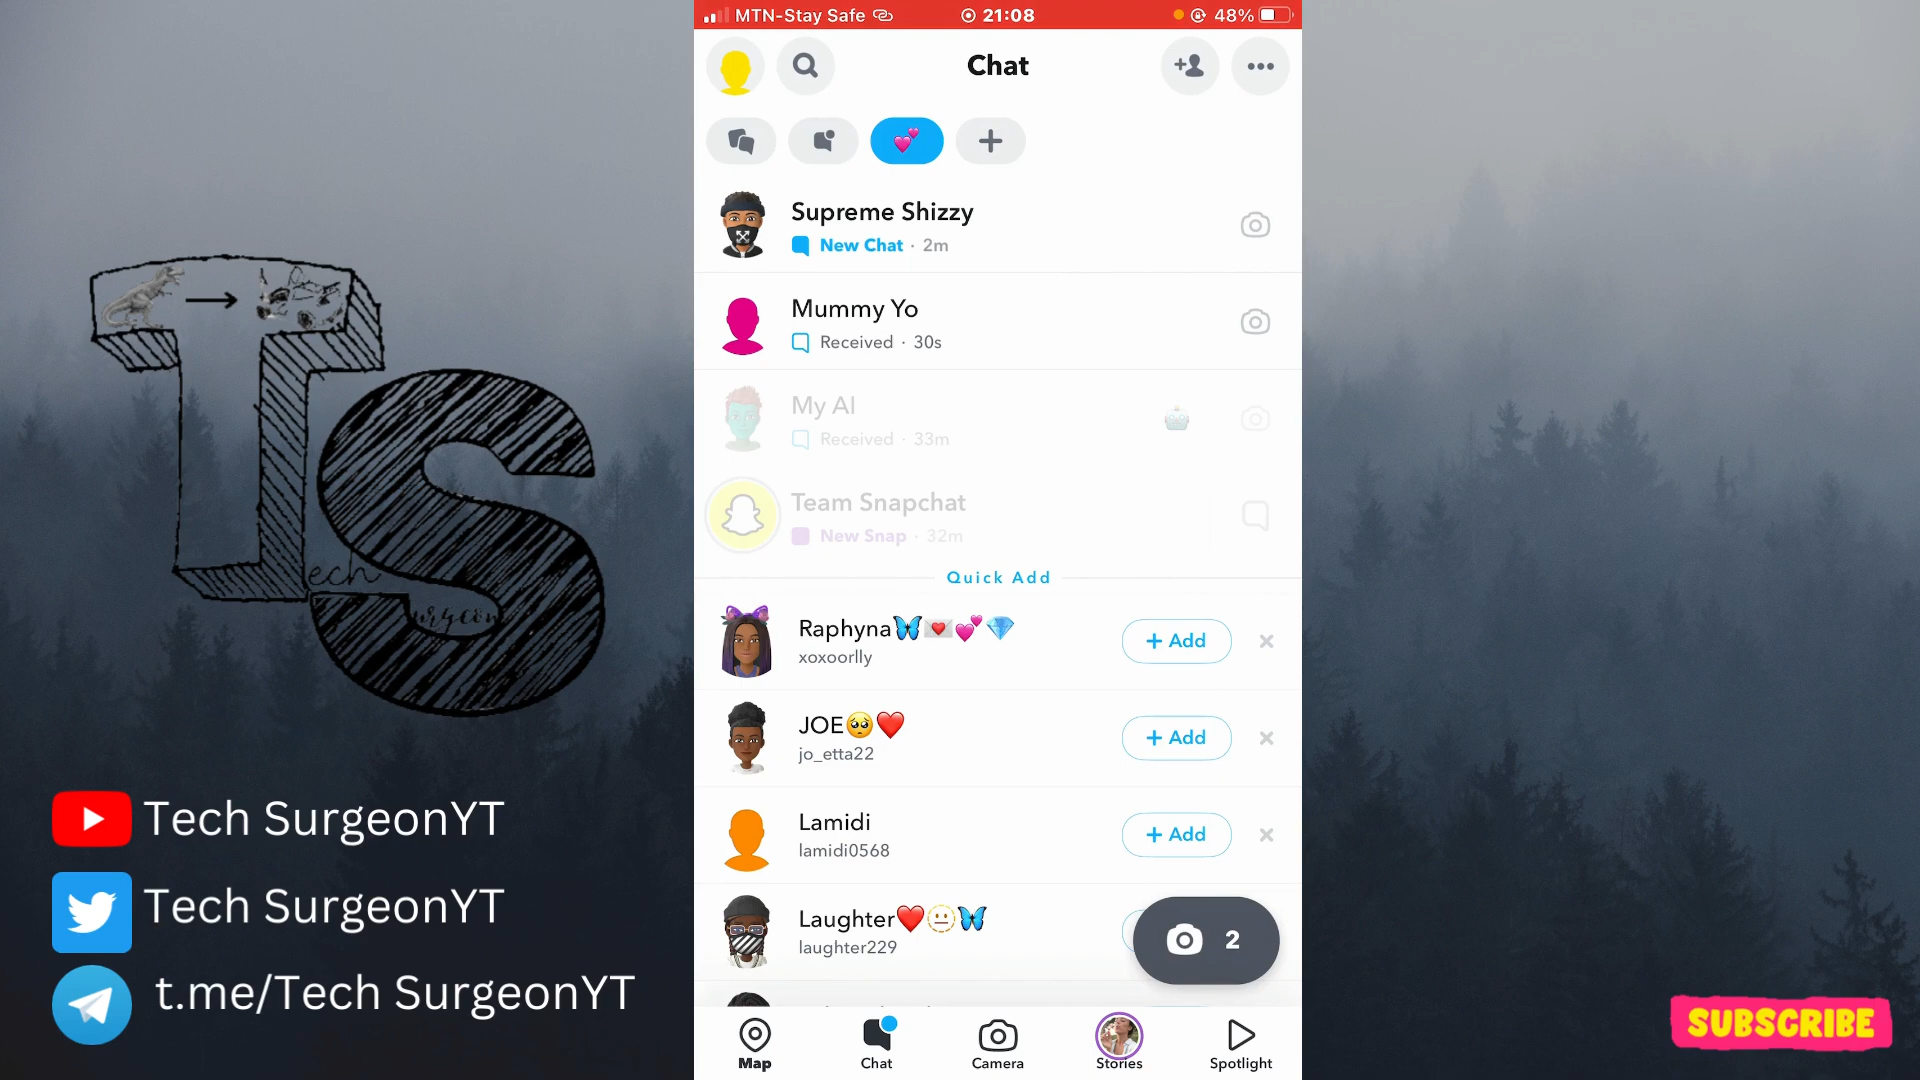 MTN-Stay Safe
21:08
48%
Chat
Supreme Shizzy
New Chat · 2m
Mummy Yo
Received · 30s
My AI
Received · 33m
Team Snapchat
New Snap · 32m
Quick Add
Raphyna🦋💌💕💎
xoxoorlly
+ Add
JOE🥺❤️
jo_etta22
+ Add
Lamidi
lamidi0568
+ Add
Laughter❤️🫥🦋
laughter229
2
Map
Chat
Camera
Stories
Spotlight
Tech
Surgeon
Tech SurgeonYT
Tech SurgeonYT
t.me/Tech SurgeonYT
SUBSCRIBE